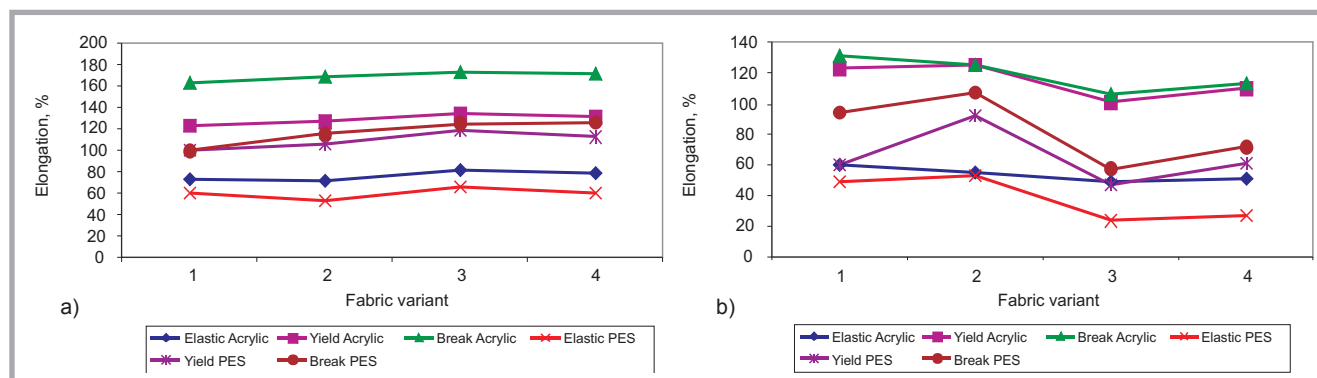 200
180
160
140
120
100
80
60
40
20
0
Elongation, %
1 2 3 4
Fabric variant
a)
Elastic Acrylic Yield Acrylic Break Acrylic Elastic PES
Yield PES Break PES
140
120
100
80
60
40
20
0
Elongation, %
1 2 3 4
Fabric variant
b)
Elastic Acrylic Yield Acrylic Break Acrylic Elastic PES
Yield PES Break PES